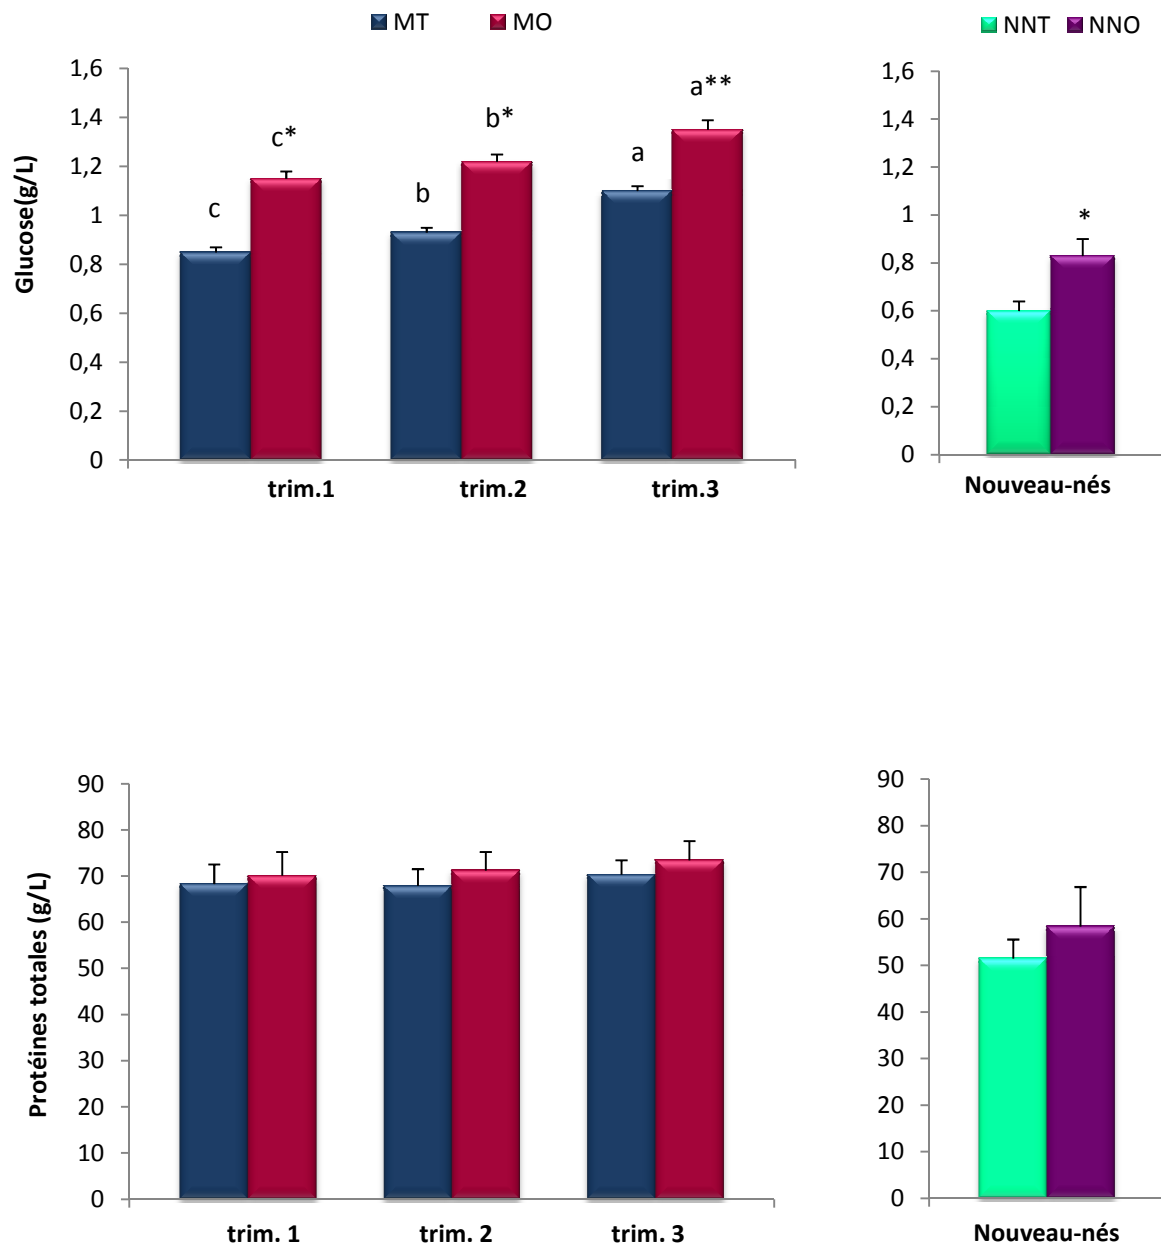 MT MO
NNT NNO
Glucose(g/L)
1,6
1,4
1,2
1
0,8
0,6
0,4
0,2
0
c
c*
b
b*
a
a**
trim.1 trim.2 trim.3
1,6
1,4
1,2
1
0,8
0,6
0,4
0,2
0
*
Nouveau-nés
Protéines totales (g/L)
90
80
70
60
50
40
30
20
10
0
trim. 1 trim. 2 trim. 3
90
80
70
60
50
40
30
20
10
0
Nouveau-nés